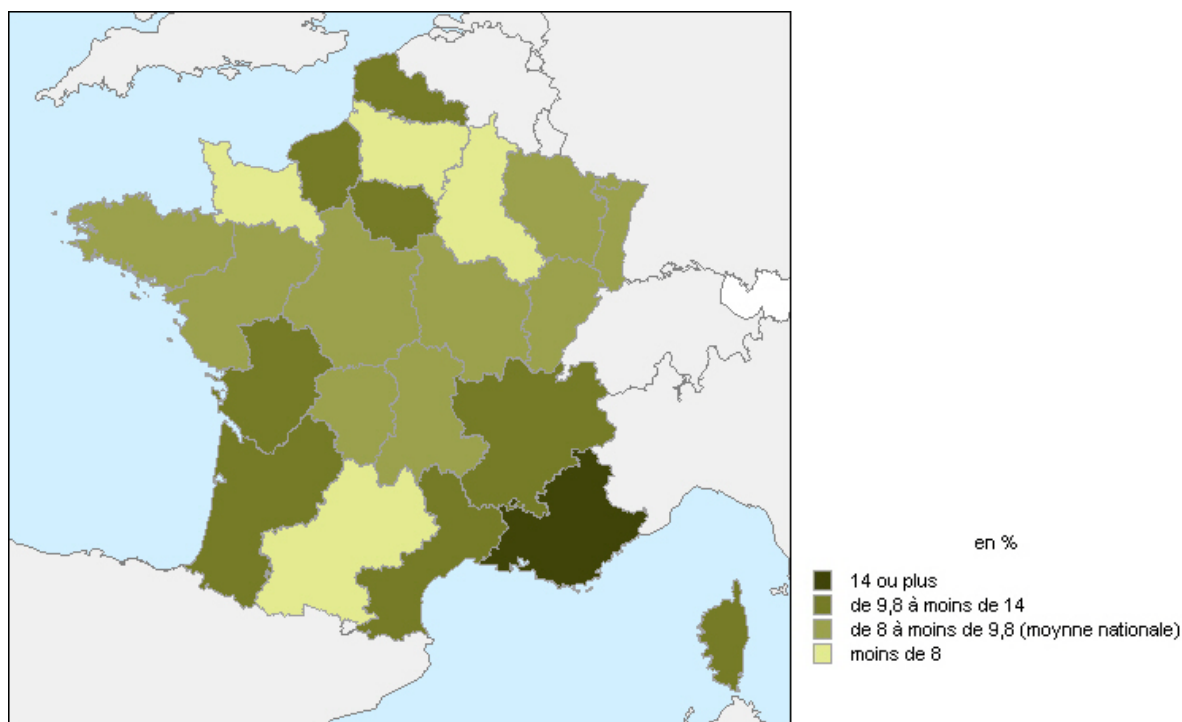 en %
14 ou plus
de 9,8 à moins de 14
de 8 à moins de 9,8 (moynne nationale)
moins de 8